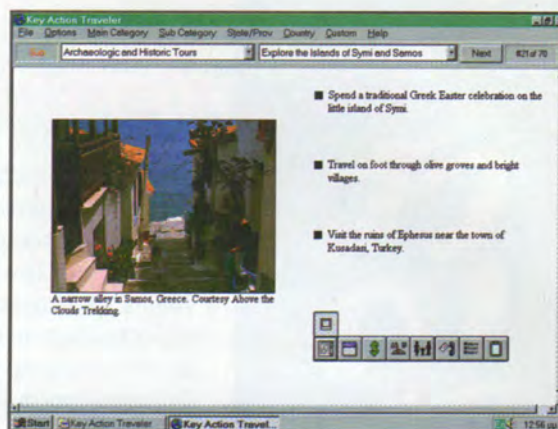 Key Action Traveler
File Options Main Category Sub Category State/Prov Country Custom Help
Archaeologic and Historic Tours Explore the Islands of Symi and Samos Next #21 of 70
Spend a traditional Greek Easter celebration on the
little island of Symi.
Travel on foot through olive groves and bright
villages.
Visit the ruins of Ephesus near the town of
Kusadasi, Turkey.
A narrow alley in Samos, Greece. Courtesy Above the
Clouds Trekking.
Start Key Action Traveler Key Action Travel... 12:56